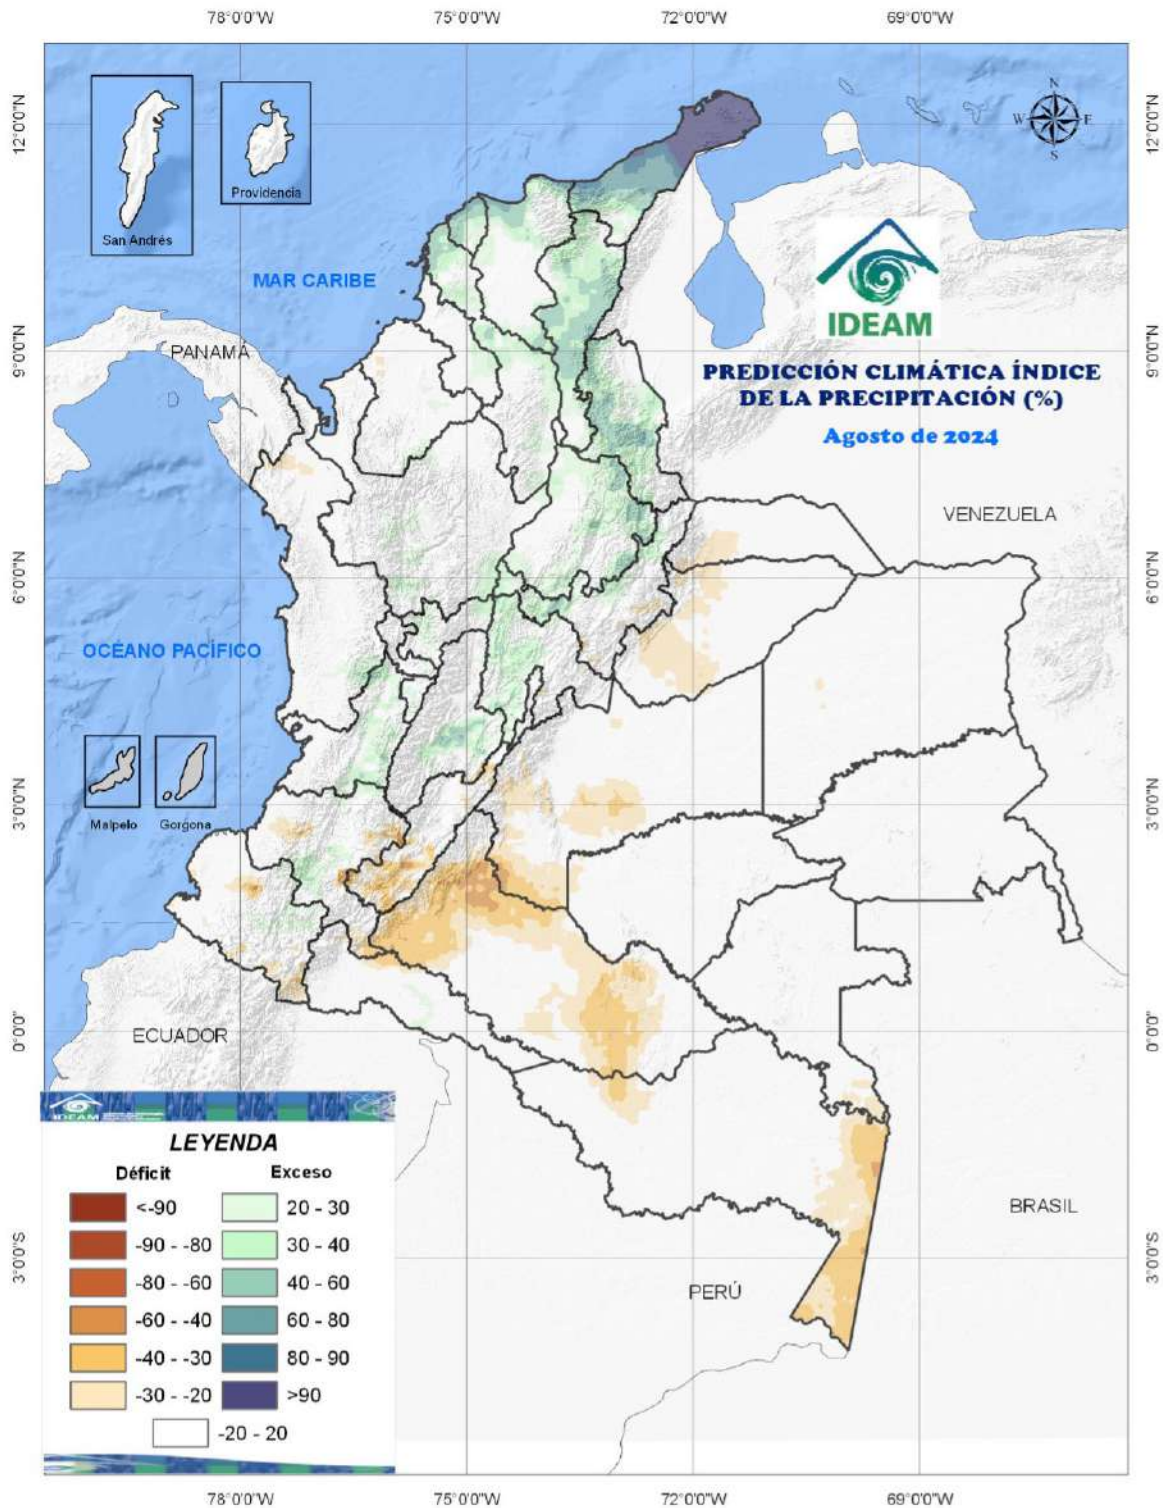 78°0'0"W
75°0'0"W
72°0'0"W
69°0'0"W
12°0'0"N
12°0'0"N
San Andrés
Providencia
N
W
E
S
MAR CARIBE
IDEAM
PREDICCIÓN CLIMÁTICA ÍNDICE
DE LA PRECIPITACIÓN (%)
Agosto de 2024
9°0'0"N
9°0'0"N
PANAMÁ
VENEZUELA
6°0'0"N
6°0'0"N
OCÉANO PACÍFICO
Malpelo
Gorgona
3°0'0"N
3°0'0"N
ECUADOR
0°0'0"
0°0'0"
IDEAM
LEYENDA
Déficit
Exceso
<-90
20 - 30
-90 - -80
30 - 40
-80 - -60
40 - 60
-60 - -40
60 - 80
-40 - -30
80 - 90
-30 - -20
>90
-20 - 20
BRASIL
PERÚ
3°0'0"S
3°0'0"S
78°0'0"W
75°0'0"W
72°0'0"W
69°0'0"W